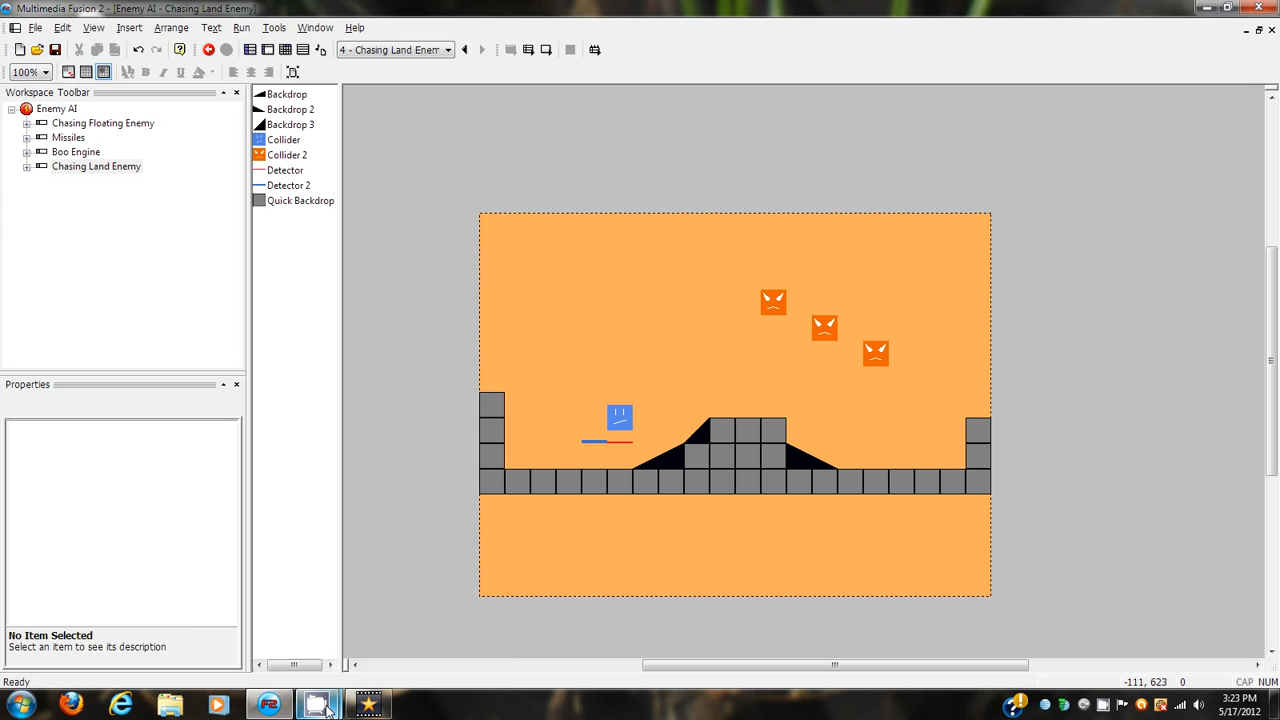 Multimedia Fusion 2 - [Enemy AI - Chasing Land Enemy]
File Edit View Insert Arrange Text Run Tools Window Help
4 - Chasing Land Enem
100% B I U A
Workspace Toolbar
Enemy AI
Chasing Floating Enemy
Missiles
Boo Engine
Chasing Land Enemy
Properties
No Item Selected
Select an item to see its description
Backdrop
Backdrop 2
Backdrop 3
Collider
Collider 2
Detector
Detector 2
Quick Backdrop
Ready
-111, 623 0 CAP NUM
3:23 PM
5/17/2012